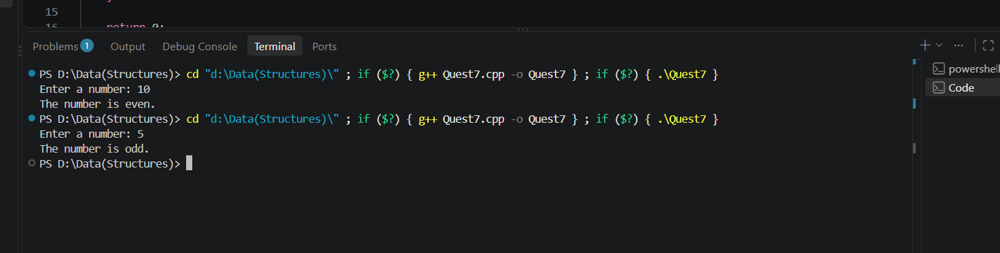 15
return 0;
Problems 1 Output Debug Console Terminal Ports
PS D:\Data(Structures)> cd "d:\Data(Structures)\" ; if ($?) { g++ Quest7.cpp -o Quest7 } ; if ($?) { .\Quest7 }
Enter a number: 10
The number is even.
PS D:\Data(Structures)> cd "d:\Data(Structures)\" ; if ($?) { g++ Quest7.cpp -o Quest7 } ; if ($?) { .\Quest7 }
Enter a number: 5
The number is odd.
PS D:\Data(Structures)>
powershell
Code